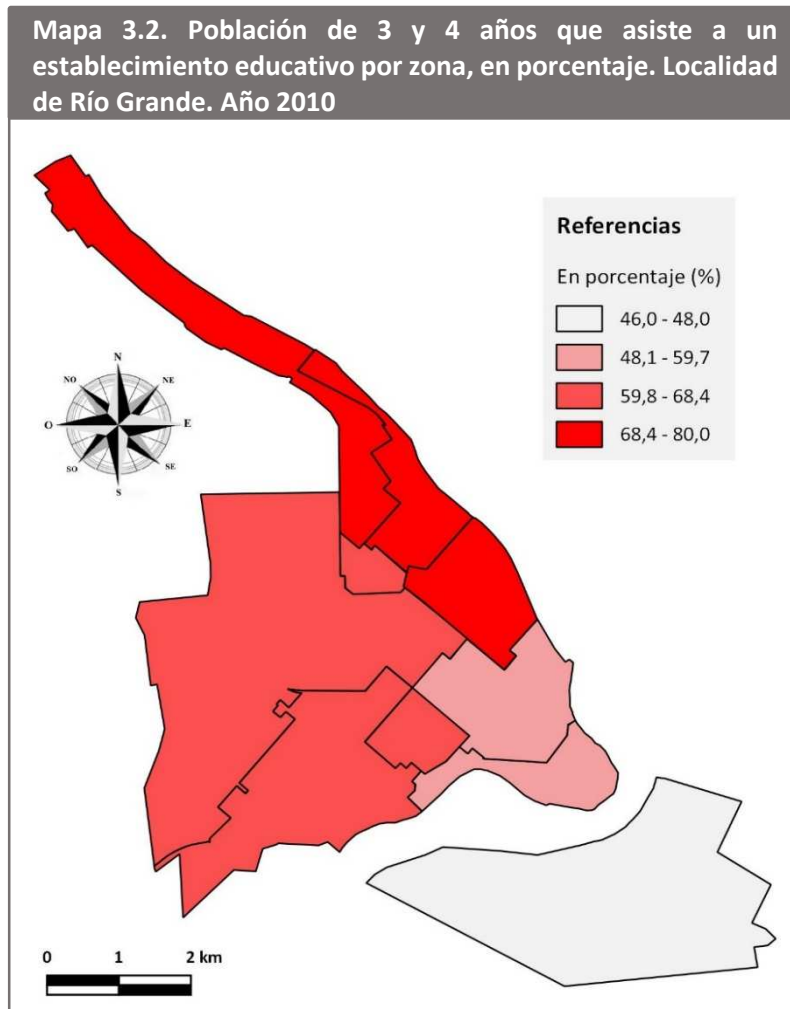 Mapa 3.2. Población de 3 y 4 años que asiste a un
establecimiento educativo por zona, en porcentaje. Localidad
de Río Grande. Año 2010
Referencias
En porcentaje (%)
46,0 - 48,0
48,1 - 59,7
59,8 - 68,4
68,4 - 80,0
N
NO
NE
O
E
SO
SE
S
0 1 2 km